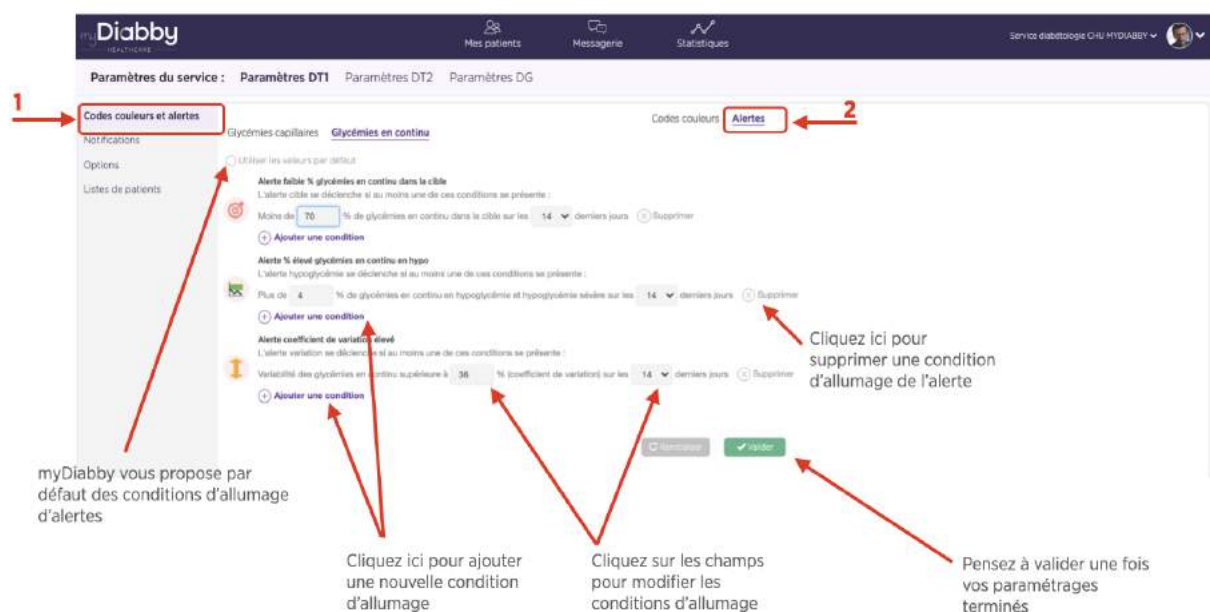 myDiabby
HEALTHCARE
Mes patients
Messagerie
Statistiques
Service diabétologie CHU MYDIABBY
Paramètres du service : Paramètres DT1 Paramètres DT2 Paramètres DG
1
Codes couleurs et alertes
Notifications
Options
Listes de patients
Codes couleurs Alertes
2
Glycémies capillaires Glycémies en continu
Utiliser les valeurs par défaut
Alerte faible % glycémies en continu dans la cible
L'alerte cible se déclenche si au moins une de ces conditions se présente :
Moins de 70 % de glycémies en continu dans la cible sur les 14 derniers jours Supprimer
Ajouter une condition
Alerte % élevé glycémies en continu en hypo
L'alerte hypoglycémie se déclenche si au moins une de ces conditions se présente :
Plus de 4 % de glycémies en continu en hypoglycémie et hypoglycémie sévère sur les 14 derniers jours Supprimer
Ajouter une condition
Alerte coefficient de variation élevé
L'alerte variation se déclenche si au moins une de ces conditions se présente :
Variabilité des glycémies en continu supérieure à 36 % (coefficient de variation) sur les 14 derniers jours Supprimer
Ajouter une condition
Réinitialiser
Valider
Cliquez ici pour
supprimer une condition
d'allumage de l'alerte
myDiabby vous propose par
défaut des conditions d'allumage
d'alertes
Cliquez ici pour ajouter
une nouvelle condition
d'allumage
Cliquez sur les champs
pour modifier les
conditions d'allumage
Pensez à valider une fois
vos paramétrages
terminés